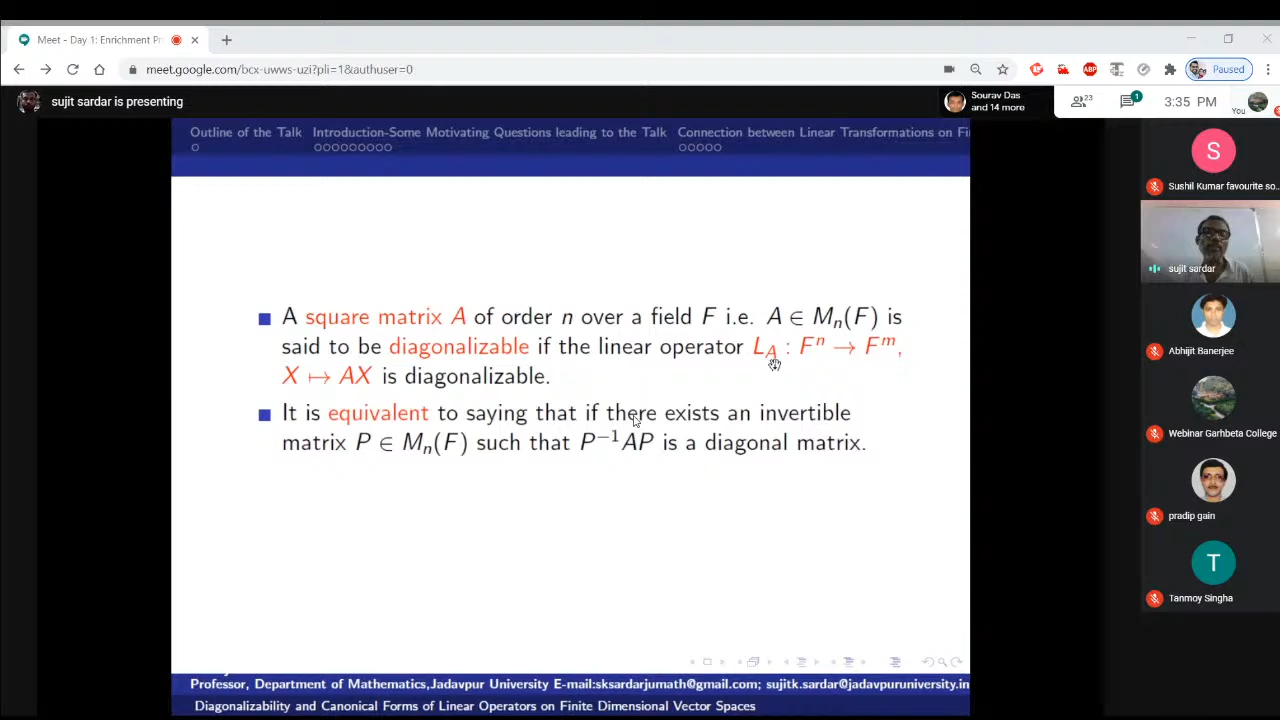 Meet - Day 1: Enrichment Pr
meet.google.com/bcx-uwws-uzi?pli=1&authuser=0
ABP
Paused
sujit sardar is presenting
Sourav Das
and 14 more
23
1
3:35 PM
You
Outline of the Talk
Introduction-Some Motivating Questions leading to the Talk
Connection between Linear Transformations on Fi
S
Sushil Kumar favourite so...
sujit sardar
Abhijit Banerjee
Webinar Garhbeta College
pradip gain
T
Tanmoy Singha
A square matrix A of order n over a field F i.e. A ∈ Mₙ(F) is
said to be diagonalizable if the linear operator L_A : Fⁿ → Fᵐ,
X ↦ AX is diagonalizable.
It is equivalent to saying that if there exists an invertible
matrix P ∈ Mₙ(F) such that P⁻¹AP is a diagonal matrix.
Professor, Department of Mathematics,Jadavpur University E-mail:sksardarjumath@gmail.com; sujitk.sardar@jadavpuruniversity.in
Diagonalizability and Canonical Forms of Linear Operators on Finite Dimensional Vector Spaces